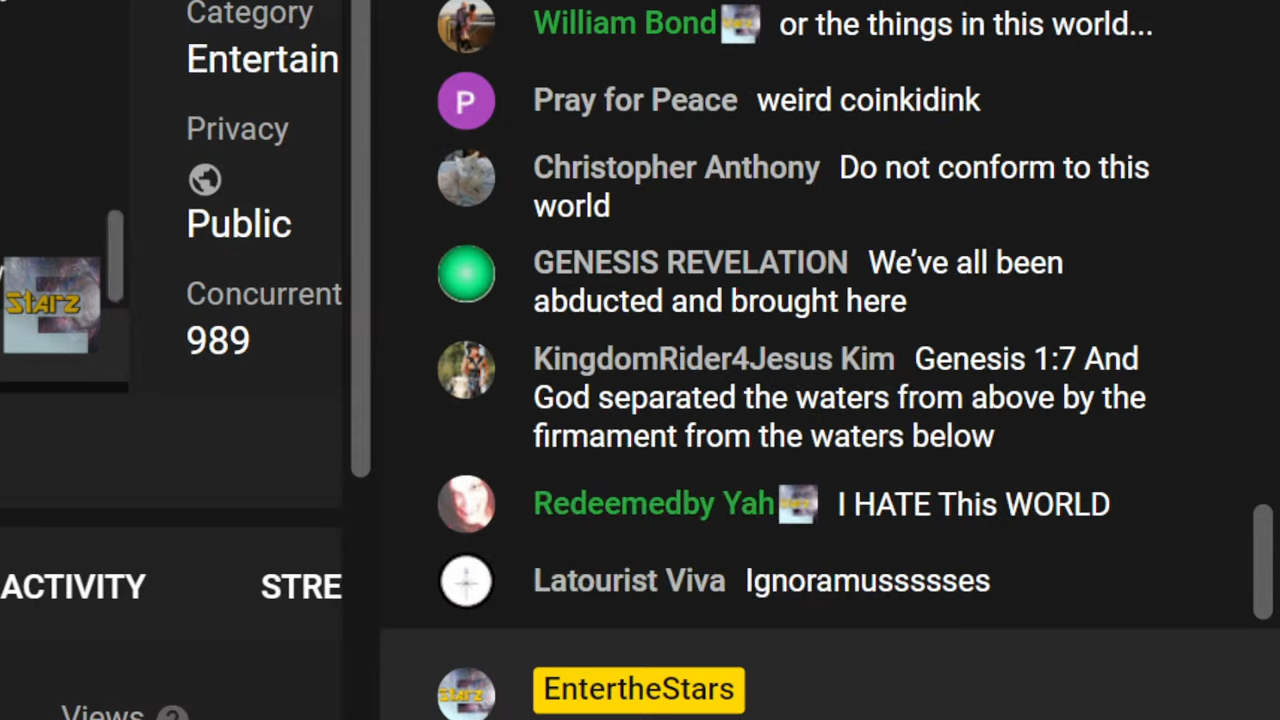 Category
Entertain
Privacy
Public
Starz
Concurrent
989
ACTIVITY STRE
Views ?
William Bond or the things in this world...
P Pray for Peace weird coinkidink
Christopher Anthony Do not conform to this
world
GENESIS REVELATION We’ve all been
abducted and brought here
KingdomRider4Jesus Kim Genesis 1:7 And
God separated the waters from above by the
firmament from the waters below
Redeemedby Yah I HATE This WORLD
Latourist Viva Ignoramussssses
Starz EntertheStars